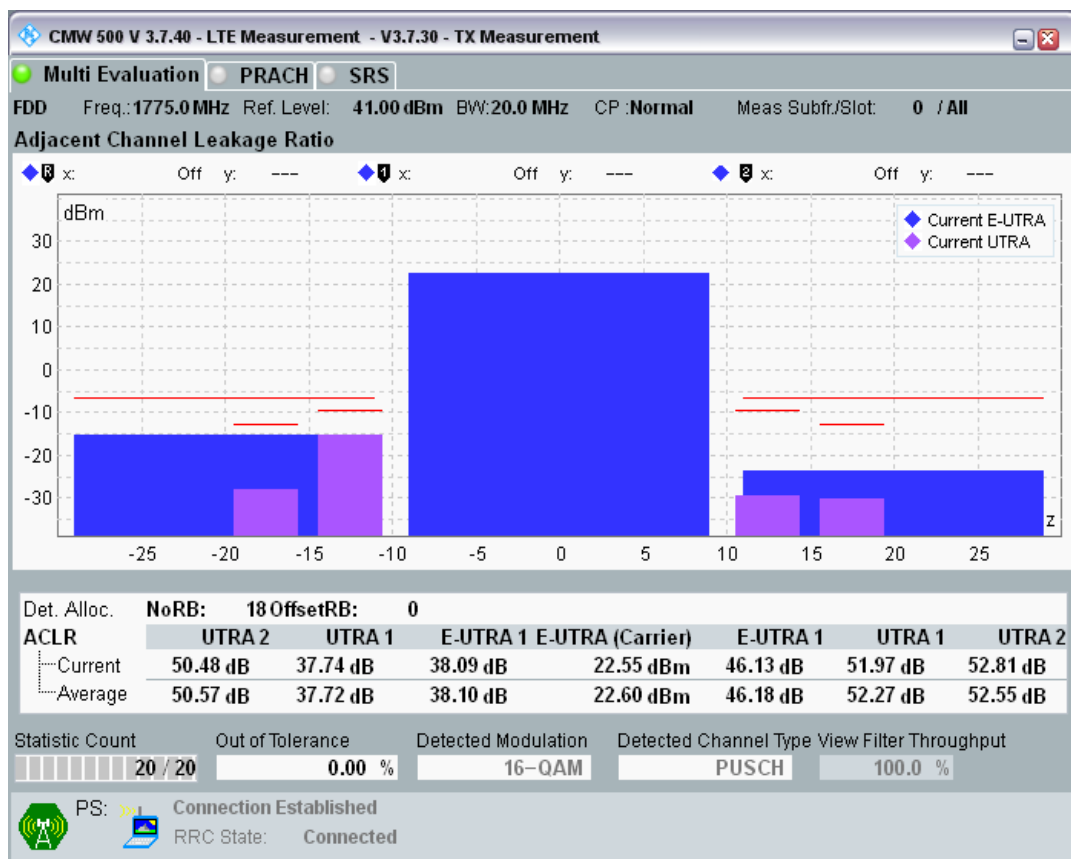 CMW 500 V 3.7.40 - LTE Measurement - V3.7.30 - TX Measurement
Multi Evaluation PRACH SRS
FDD Freq.:1775.0 MHz Ref. Level: 41.00 dBm BW:20.0 MHz CP :Normal Meas Subfr./Slot: 0 / All
Adjacent Channel Leakage Ratio
R x: Off y: --- 1 x: Off y: --- 2 x: Off y: ---
dBm
Current E-UTRA
Current UTRA
30
20
10
0
-10
-20
-30
z
-25 -20 -15 -10 -5 0 5 10 15 20 25
Det. Alloc. NoRB: 18 OffsetRB: 0
ACLR UTRA 2 UTRA 1 E-UTRA 1 E-UTRA (Carrier) E-UTRA 1 UTRA 1 UTRA 2
Current 50.48 dB 37.74 dB 38.09 dB 22.55 dBm 46.13 dB 51.97 dB 52.81 dB
Average 50.57 dB 37.72 dB 38.10 dB 22.60 dBm 46.18 dB 52.27 dB 52.55 dB
Statistic Count Out of Tolerance Detected Modulation Detected Channel Type View Filter Throughput
20 / 20 0.00 % 16-QAM PUSCH 100.0 %
PS: Connection Established
RRC State: Connected